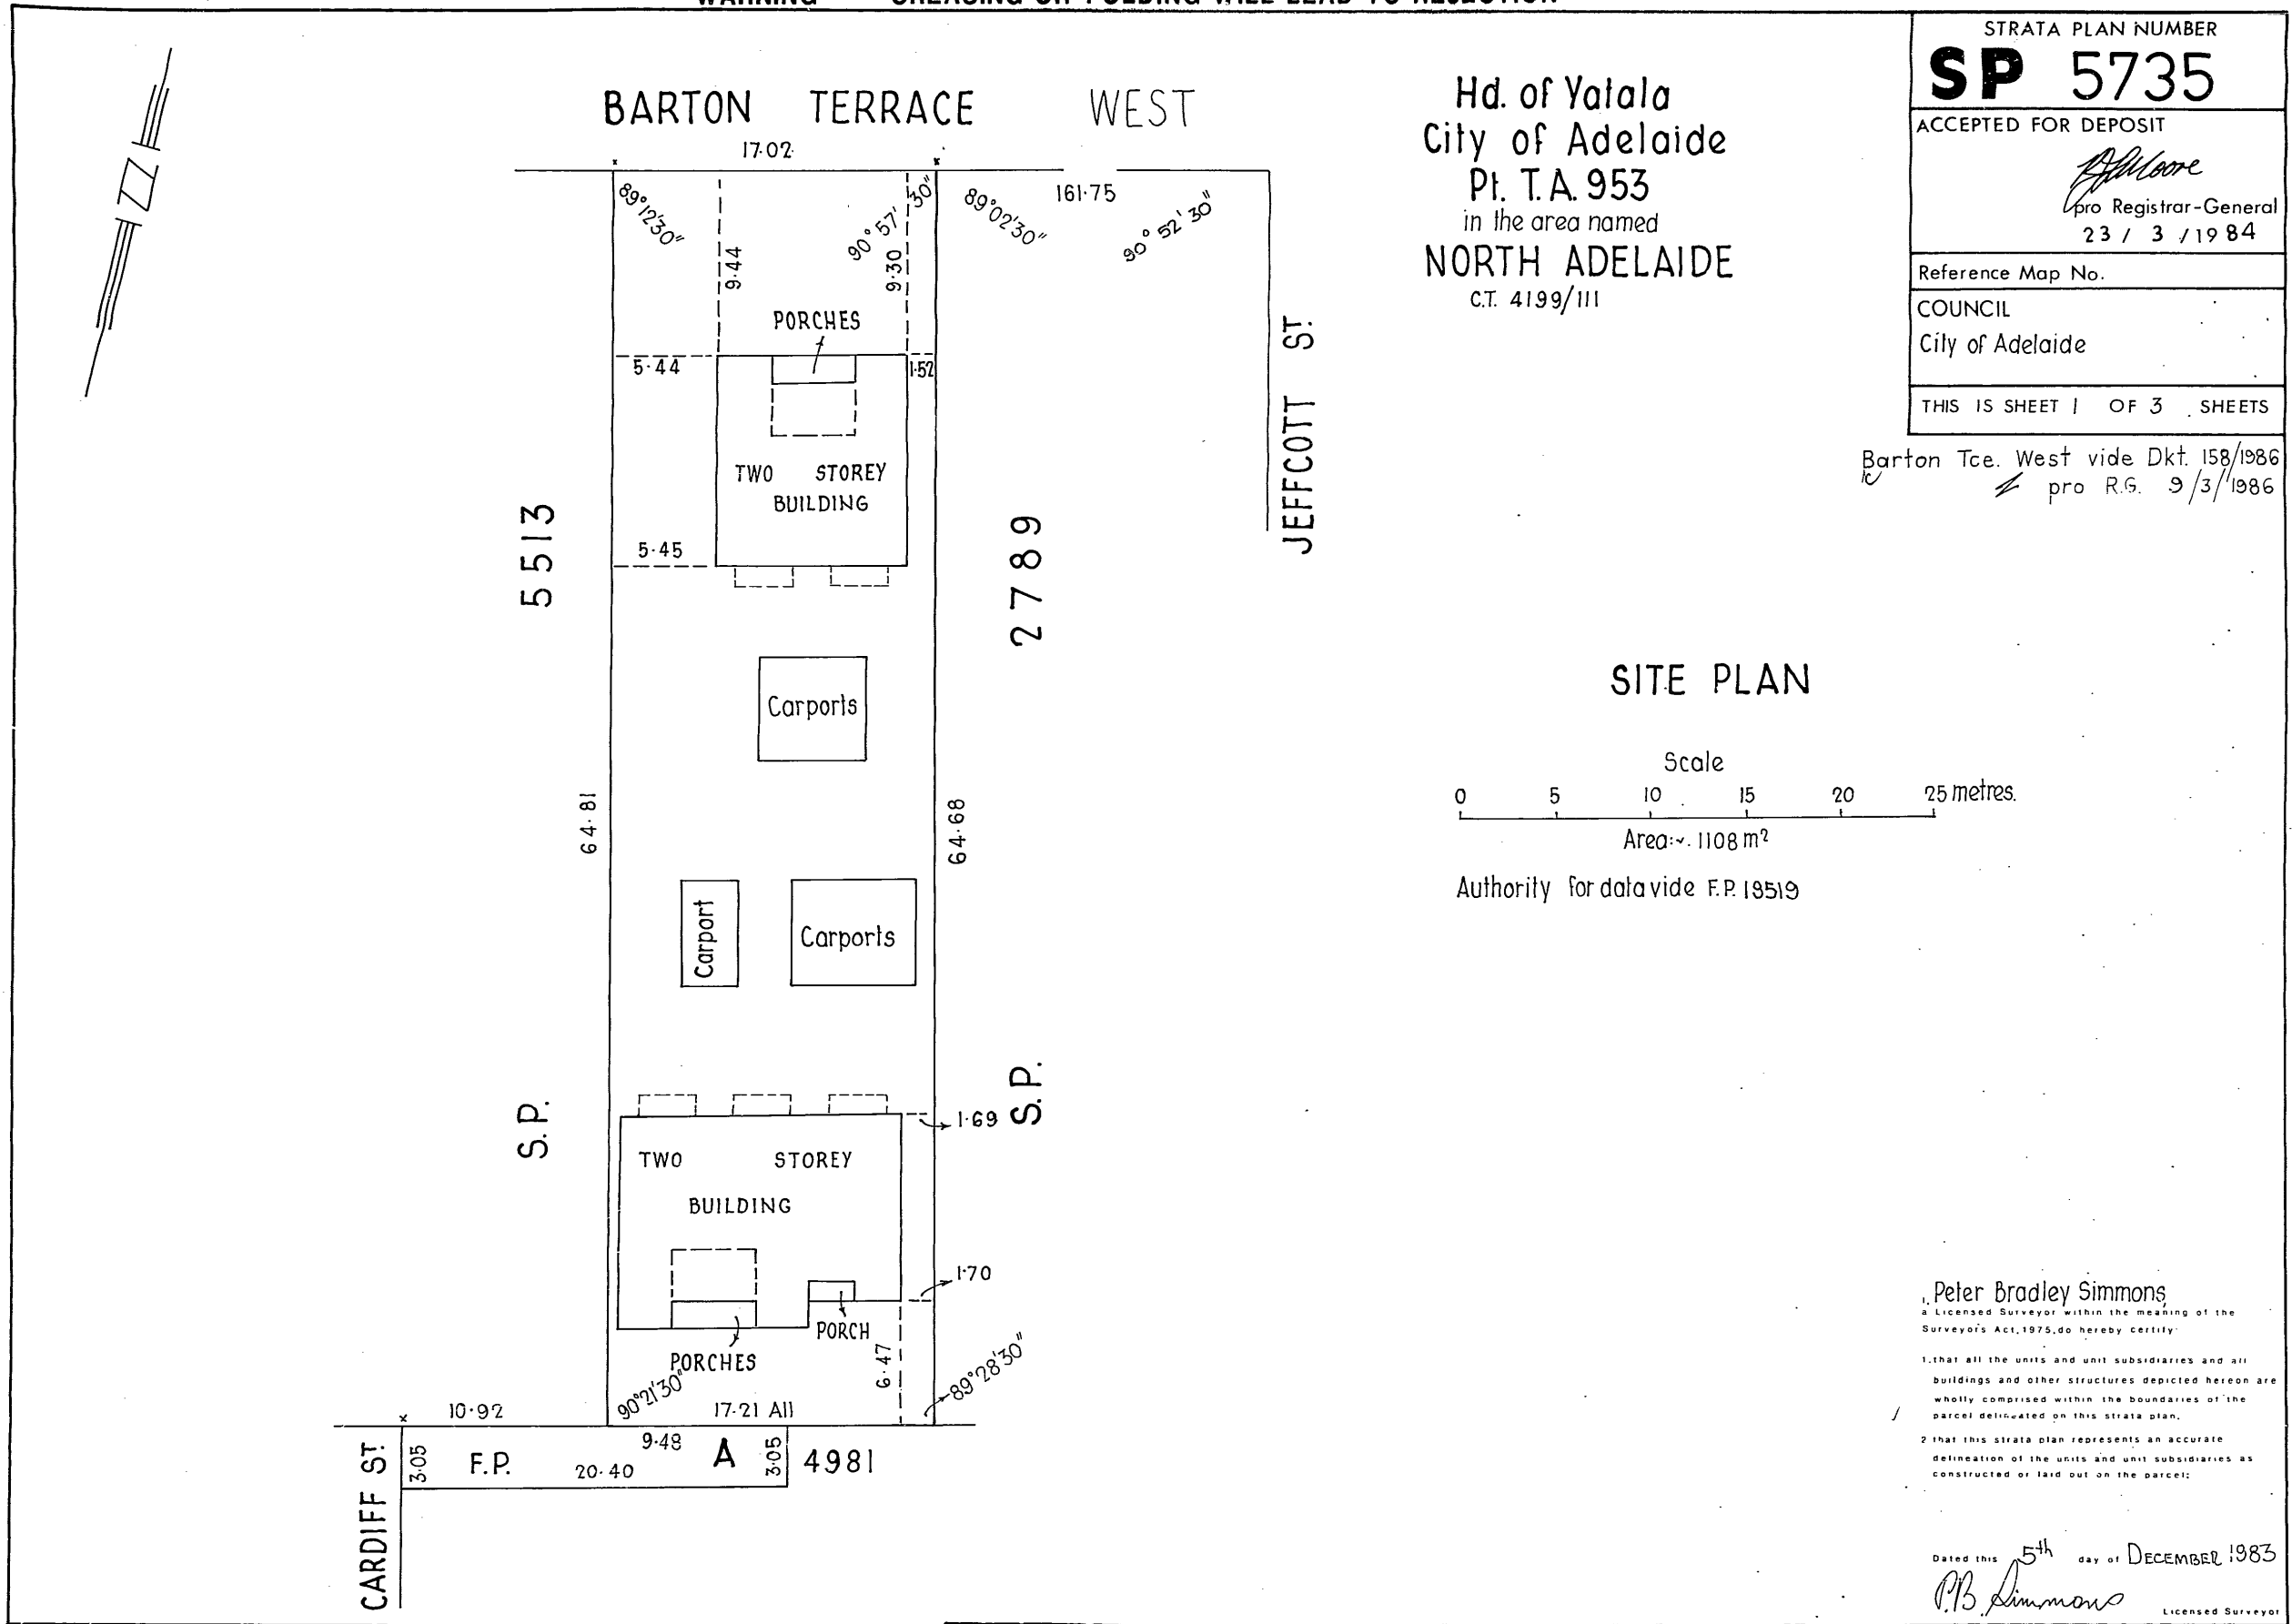 WARNING CREASING OR FOLDING WILL LEAD TO REJECTION
STRATA PLAN NUMBER
SP 5735
ACCEPTED FOR DEPOSIT
pro Registrar-General
23 / 3 / 1984
Reference Map No.
COUNCIL
City of Adelaide
THIS IS SHEET 1 OF 3 SHEETS
Barton Tce. West vide Dkt. 158/1986
pro R.G. 9/3/1986
Hd. of Yatala
City of Adelaide
Pt. T.A. 953
in the area named
NORTH ADELAIDE
C.T. 4199/111
BARTON TERRACE WEST
17·02
161·75
89°12'30"
90°57'30"
89°02'30"
90°52'30"
9·44
9·30
PORCHES
5·44
1·52
TWO STOREY
BUILDING
5·45
JEFFCOTT ST.
S.P. 5513
S.P. 2789
Carports
64·81
64·68
Carport
Carports
1·69
TWO STOREY
BUILDING
1·70
PORCH
PORCHES
6·47
90°21'30"
89°28'30"
10·92
17·21 All
9·48
3·05
F.P.
20·40
A
3·05
4981
CARDIFF ST.
SITE PLAN
Scale
0 5 10 15 20 25 metres.
Area:~. 1108 m²
Authority for data vide F.P. 18519
I, Peter Bradley Simmons,
a Licensed Surveyor within the meaning of the
Surveyors Act, 1975, do hereby certify
1. that all the units and unit subsidiaries and all
buildings and other structures depicted hereon are
wholly comprised within the boundaries of the
parcel delineated on this strata plan.
2 that this strata plan represents an accurate
delineation of the units and unit subsidiaries as
constructed or laid out on the parcel;
Dated this 5th day of DECEMBER 1983
P.B. Simmons
Licensed Surveyor